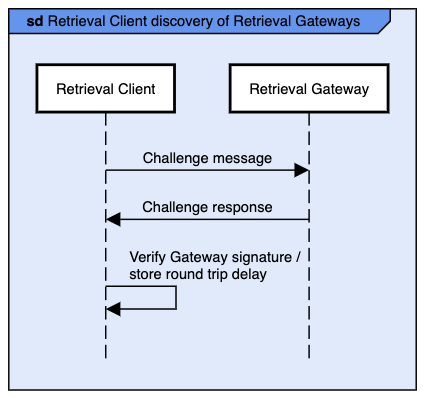 sd Retrieval Client discovery of Retrieval Gateways
Retrieval Client
Retrieval Gateway
Challenge message
Challenge response
Verify Gateway signature /
store round trip delay